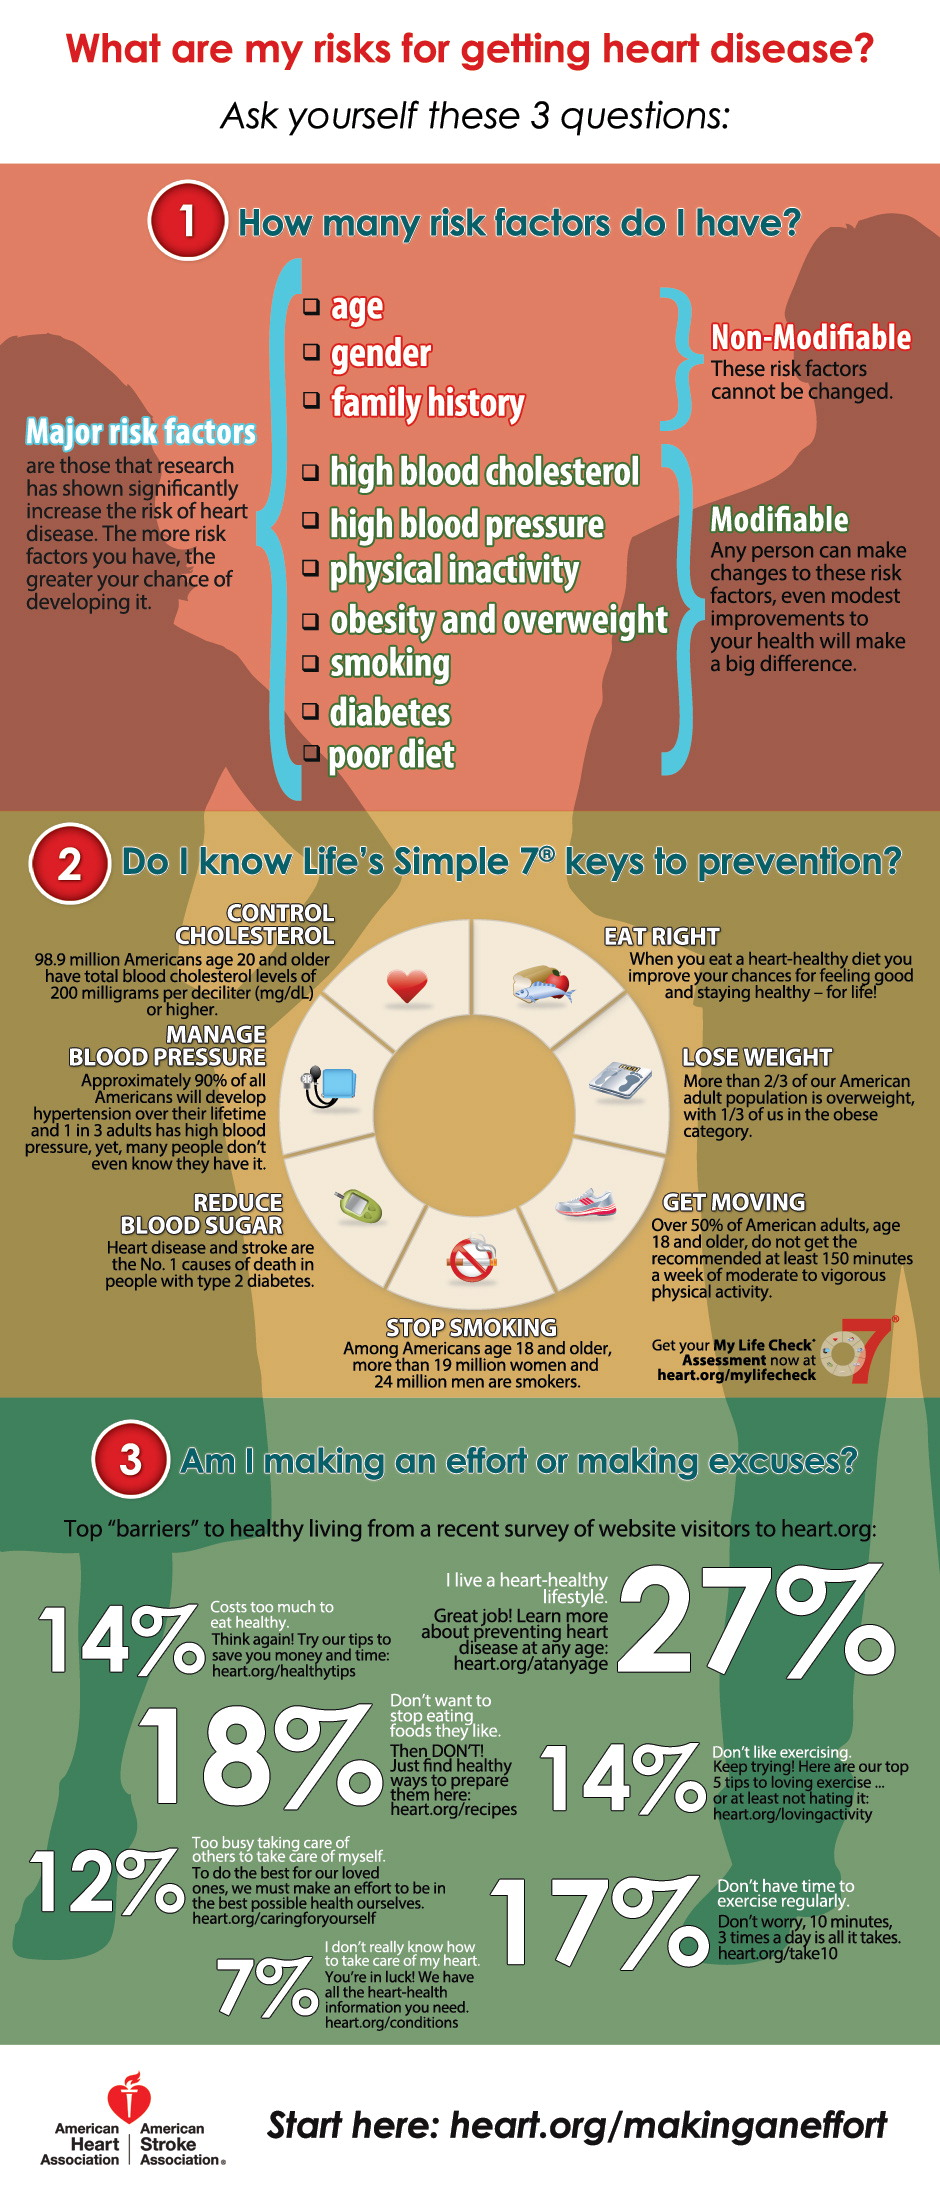 What are my risks for getting heart disease?
Ask yourself these 3 questions:
1
How many risk factors do I have?
Major risk factors
are those that research
has shown significantly
increase the risk of heart
disease. The more risk
factors you have, the
greater your chance of
developing it.
age
gender
family history
high blood cholesterol
high blood pressure
physical inactivity
obesity and overweight
smoking
diabetes
poor diet
Non-Modifiable
These risk factors
cannot be changed.
Modifiable
Any person can make
changes to these risk
factors, even modest
improvements to
your health will make
a big difference.
2
Do I know Life's Simple 7® keys to prevention?
CONTROL
CHOLESTEROL
98.9 million Americans age 20 and older
have total blood cholesterol levels of
200 milligrams per deciliter (mg/dL)
or higher.
MANAGE
BLOOD PRESSURE
Approximately 90% of all
Americans will develop
hypertension over their lifetime
and 1 in 3 adults has high blood
pressure, yet, many people don't
even know they have it.
REDUCE
BLOOD SUGAR
Heart disease and stroke are
the No. 1 causes of death in
people with type 2 diabetes.
STOP SMOKING
Among Americans age 18 and older,
more than 19 million women and
24 million men are smokers.
EAT RIGHT
When you eat a heart-healthy diet you
improve your chances for feeling good
and staying healthy – for life!
LOSE WEIGHT
More than 2/3 of our American
adult population is overweight,
with 1/3 of us in the obese
category.
GET MOVING
Over 50% of American adults, age
18 and older, do not get the
recommended at least 150 minutes
a week of moderate to vigorous
physical activity.
Get your My Life Check®
Assessment now at
heart.org/mylifecheck
7®
3
Am I making an effort or making excuses?
Top "barriers" to healthy living from a recent survey of website visitors to heart.org:
14%
Costs too much to
eat healthy.
Think again! Try our tips to
save you money and time:
heart.org/healthytips
I live a heart-healthy
lifestyle.
Great job! Learn more
about preventing heart
disease at any age:
heart.org/atanyage
27%
18%
Don't want to
stop eating
foods they like.
Then DON'T!
Just find healthy
ways to prepare
them here:
heart.org/recipes
14%
Don't like exercising.
Keep trying! Here are our top
5 tips to loving exercise ...
or at least not hating it:
heart.org/lovingactivity
12%
Too busy taking care of
others to take care of myself.
To do the best for our loved
ones, we must make an effort to be in
the best possible health ourselves.
heart.org/caringforyourself
17%
Don't have time to
exercise regularly.
Don't worry, 10 minutes,
3 times a day is all it takes.
heart.org/take10
7%
I don't really know how
to take care of my heart.
You're in luck! We have
all the heart-health
information you need.
heart.org/conditions
American
Heart
Association
American
Stroke
Association®
Start here: heart.org/makinganeffort